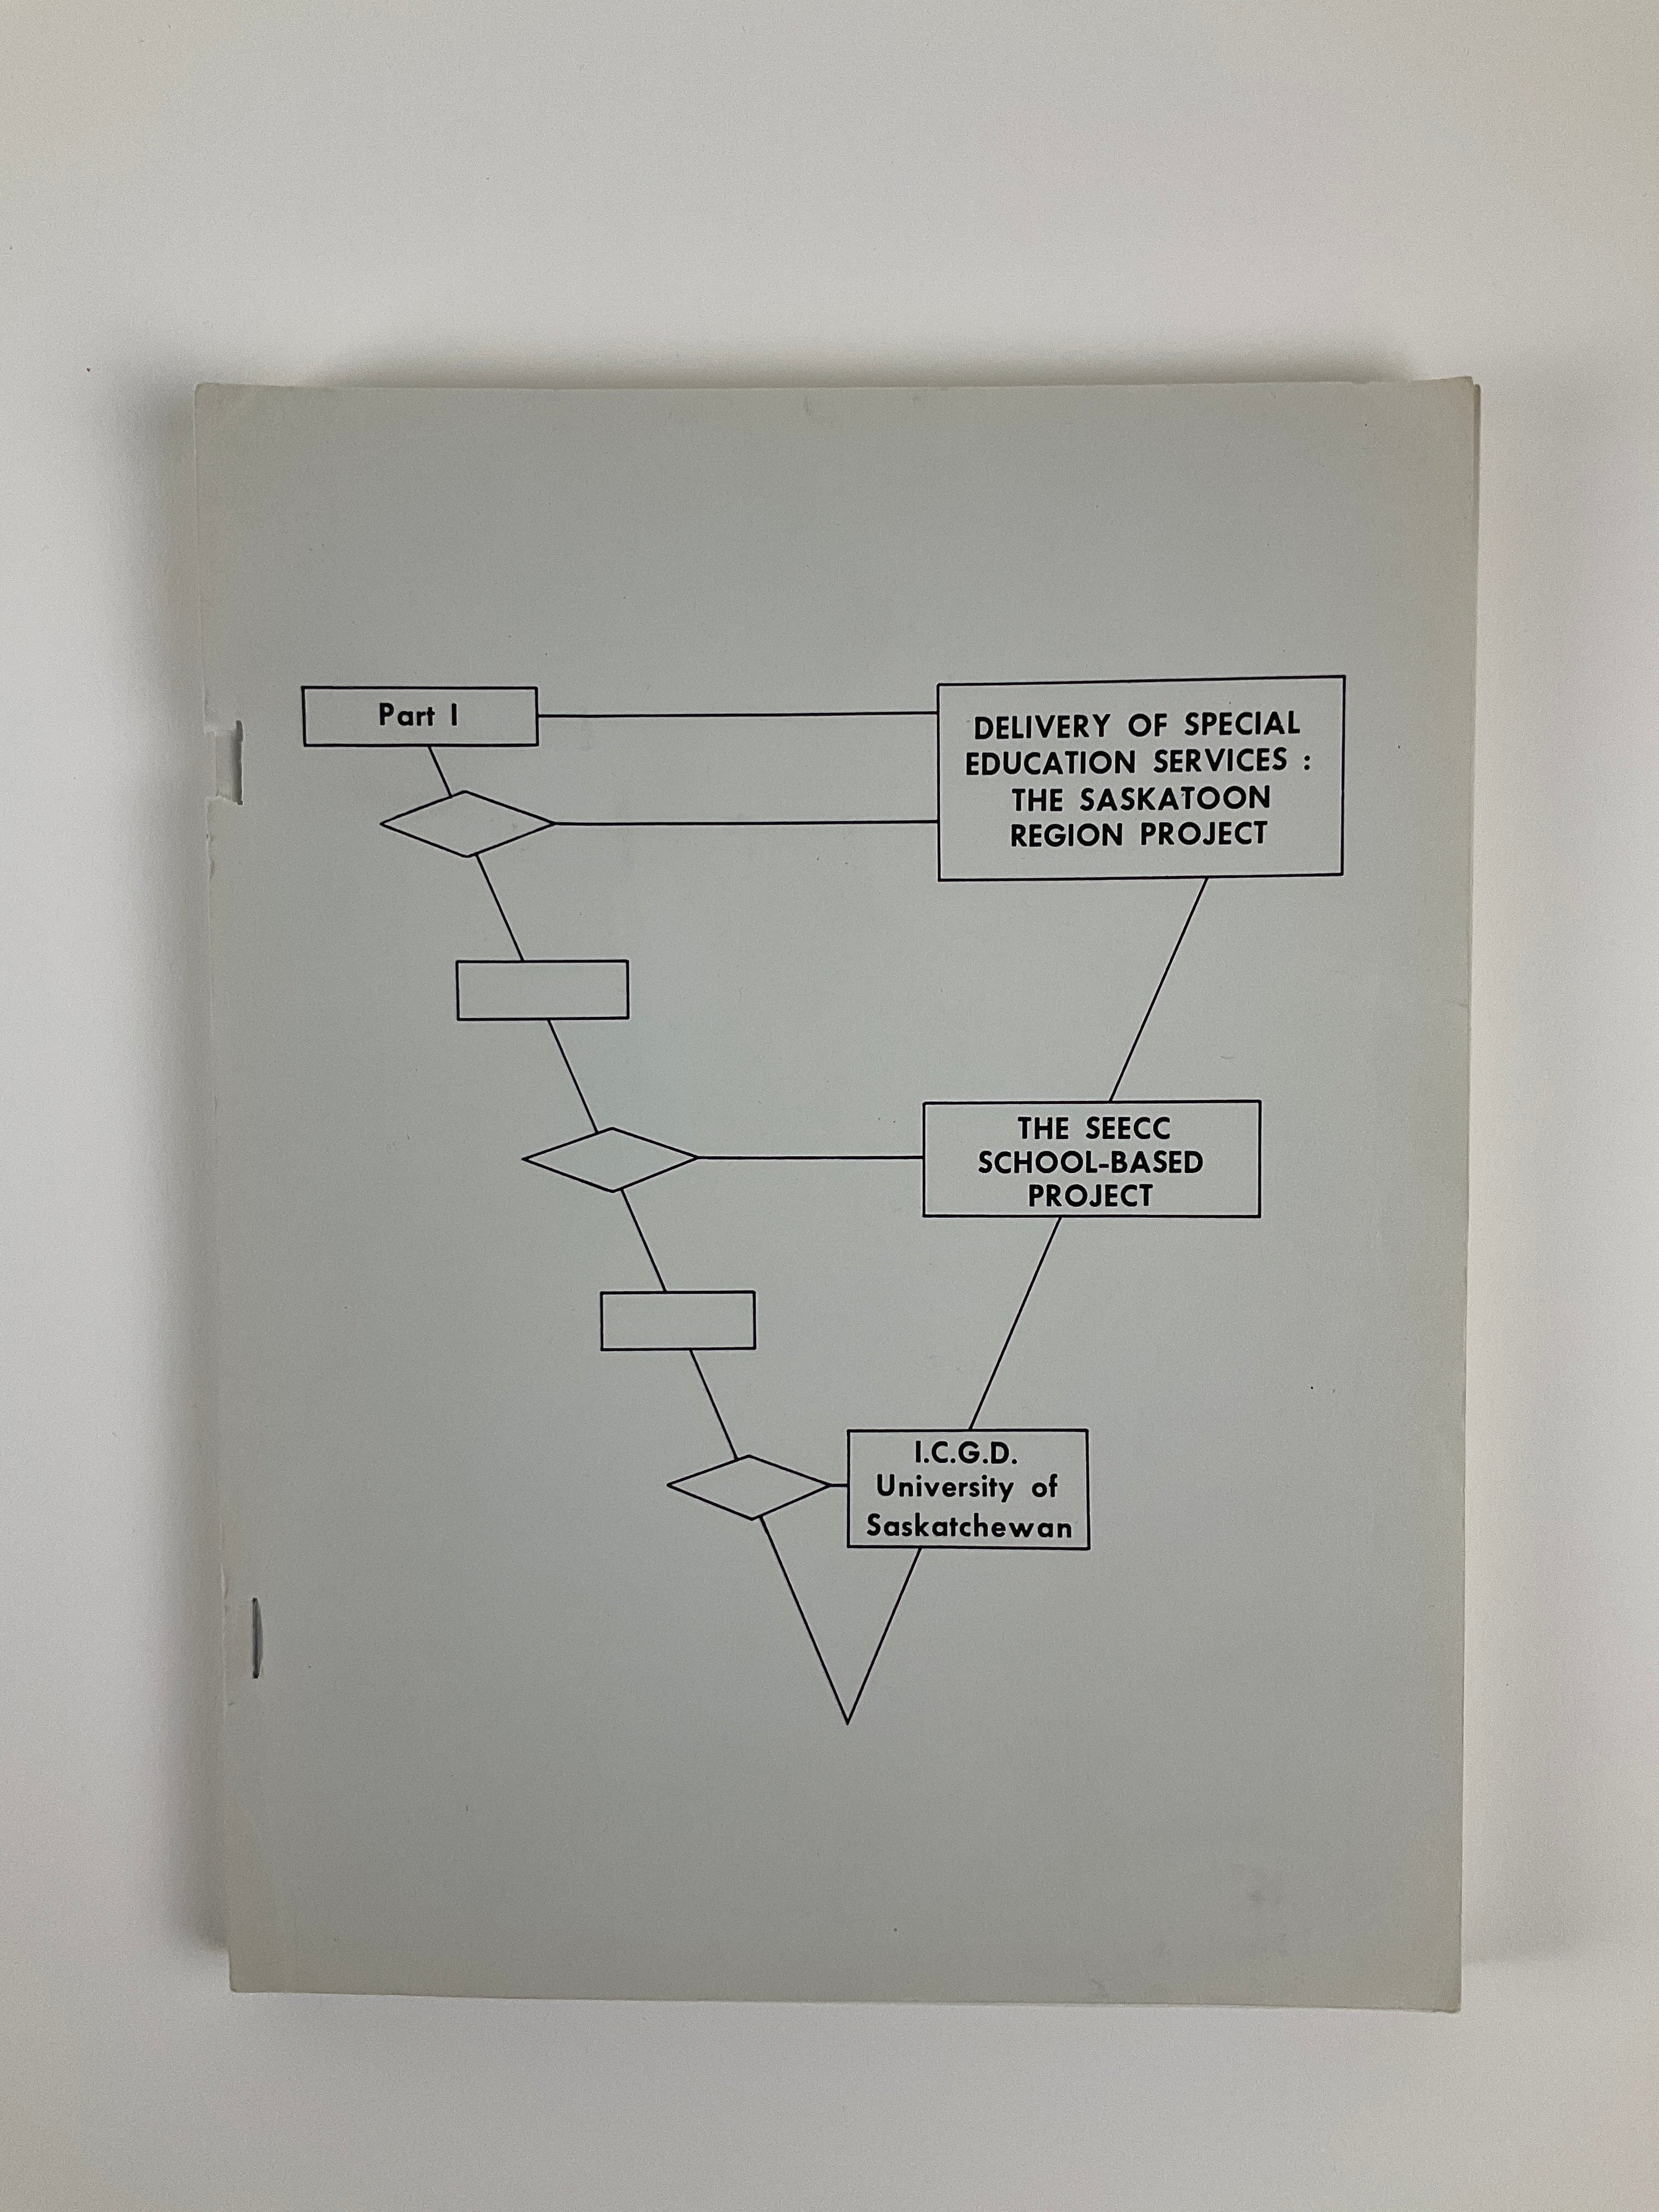 Part I
DELIVERY OF SPECIAL
EDUCATION SERVICES :
THE SASKATOON
REGION PROJECT
THE SEECC
SCHOOL-BASED
PROJECT
I.C.G.D.
University of
Saskatchewan